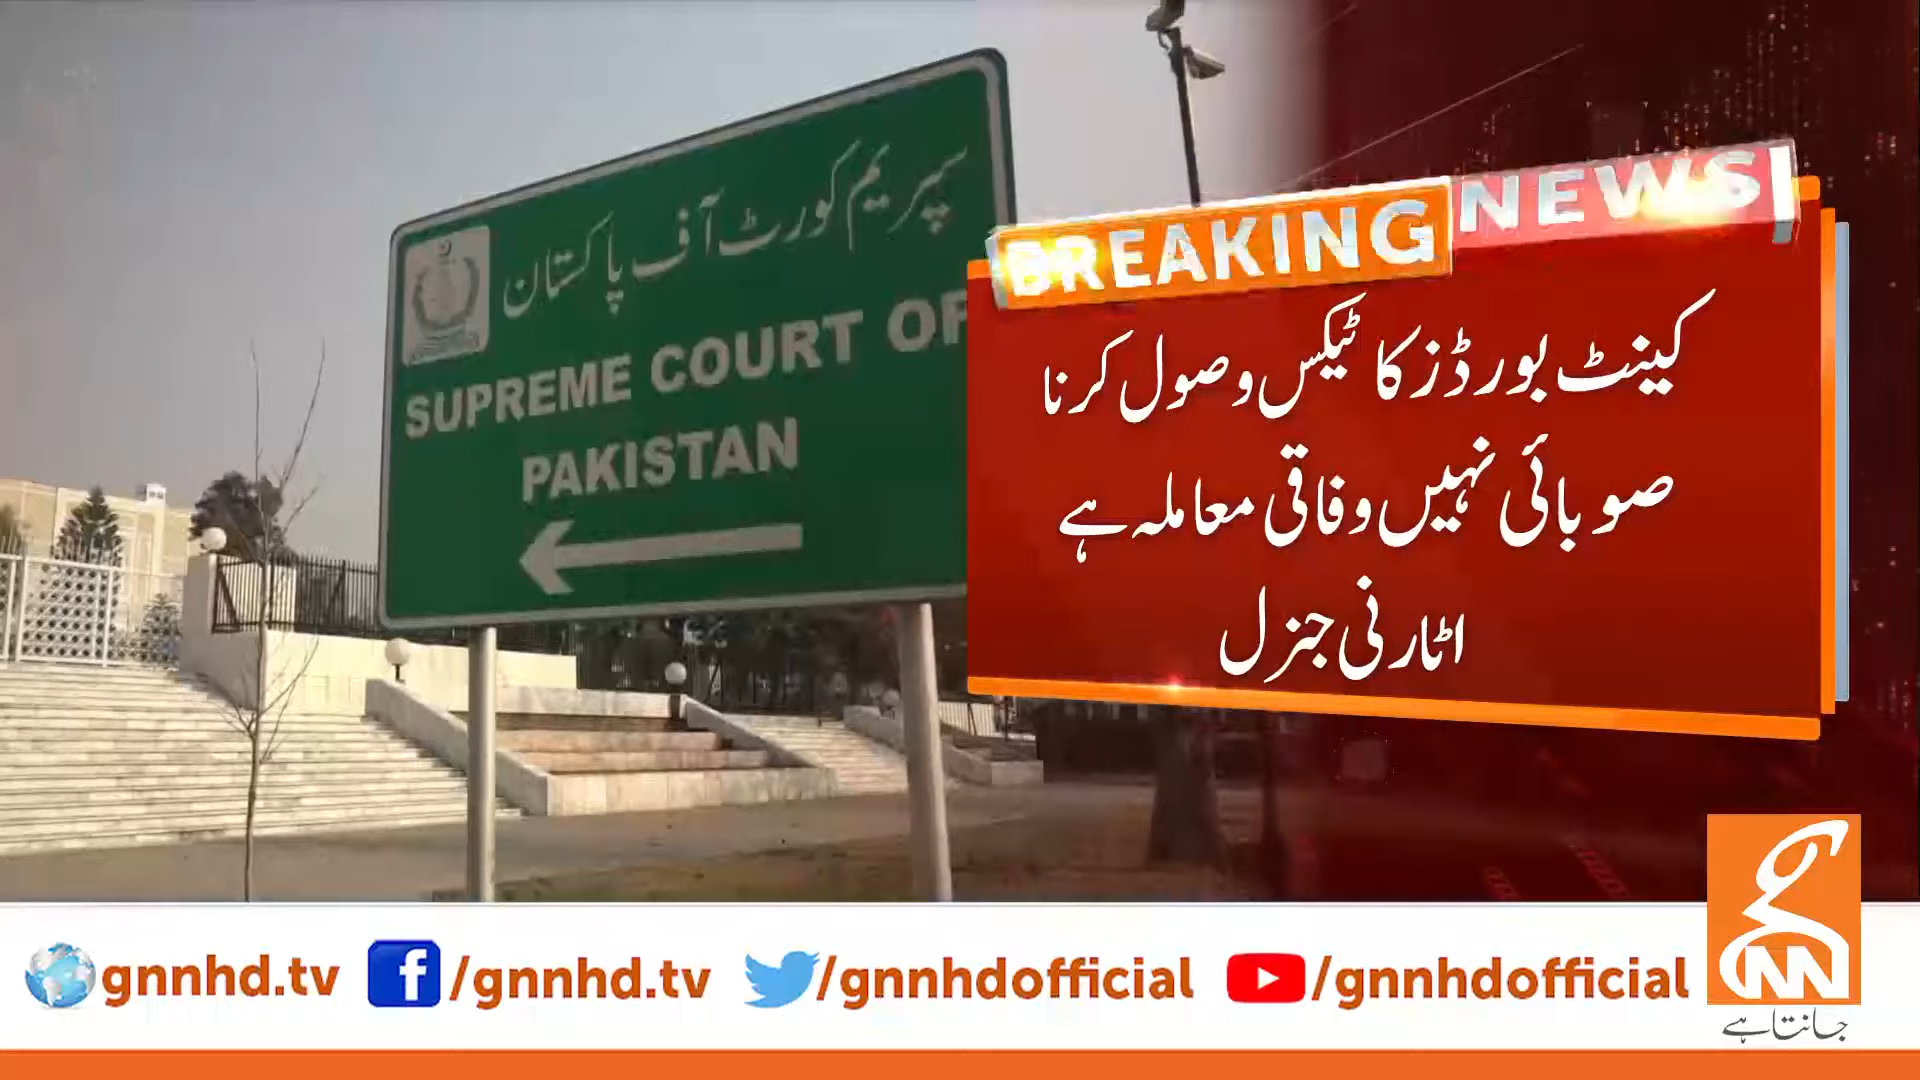 سپریم کورٹ آف پاکستان
SUPREME COURT OF
PAKISTAN
BREAKING NEWS
کینٹ بورڈز کا ٹیکس وصول کرنا
صوبائی نہیں وفاقی معاملہ ہے
اٹارنی جنرل
gnnhd.tv
/gnnhd.tv
/gnnhdofficial
/gnnhdofficial
GNN
جانتا ہے